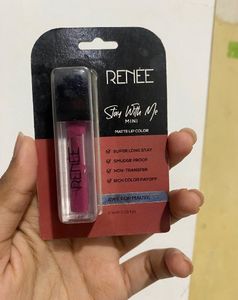 RENÉE
Stay With Me
MINI
MATTE LIP COLOR
SUPER LONG STAY
SMUDGE PROOF
NON-TRANSFER
RICH COLOR PAYOFF
RENÉE